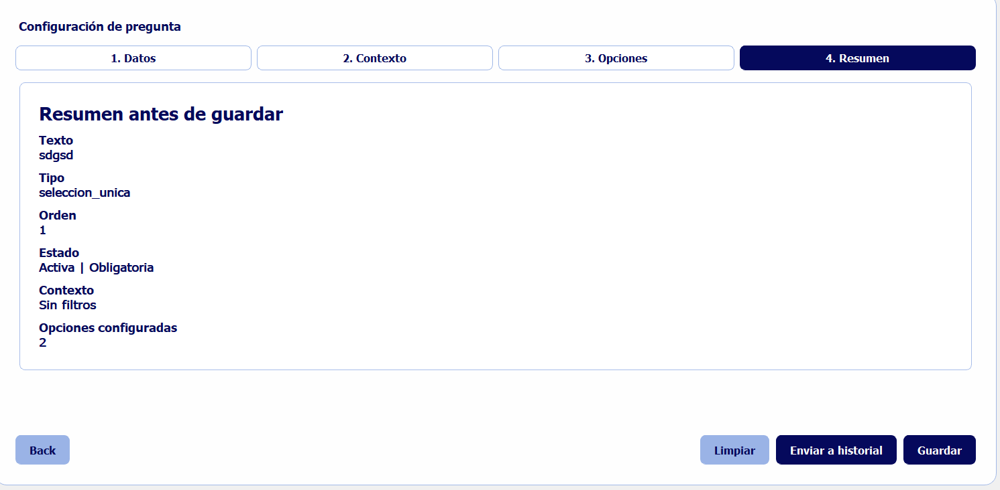 Configuración de pregunta
1. Datos
2. Contexto
3. Opciones
4. Resumen
Resumen antes de guardar
Texto
sdgsd
Tipo
seleccion_unica
Orden
1
Estado
Activa | Obligatoria
Contexto
Sin filtros
Opciones configuradas
2
Back
Limpiar
Enviar a historial
Guardar